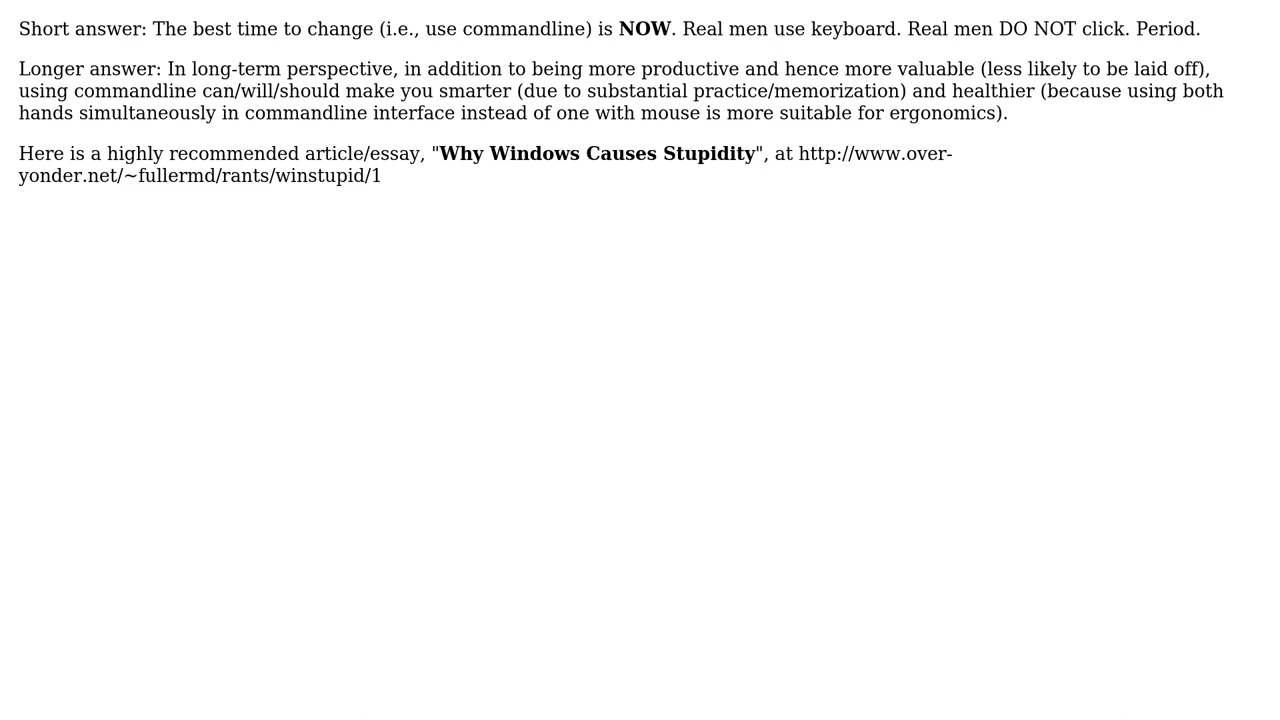 Short answer: The best time to change (i.e., use commandline) is NOW. Real men use keyboard. Real men DO NOT click. Period.
Longer answer: In long-term perspective, in addition to being more productive and hence more valuable (less likely to be laid off),
using commandline can/will/should make you smarter (due to substantial practice/memorization) and healthier (because using both
hands simultaneously in commandline interface instead of one with mouse is more suitable for ergonomics).
Here is a highly recommended article/essay, "Why Windows Causes Stupidity", at http://www.over-
yonder.net/~fullermd/rants/winstupid/1